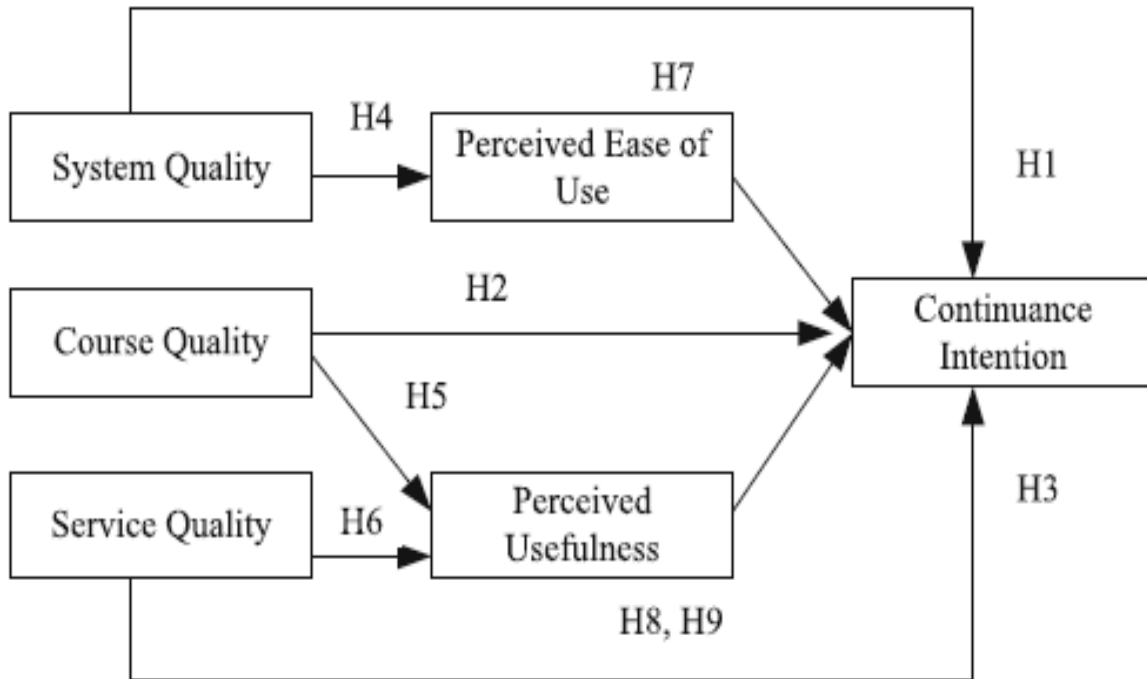 H7
H4
System Quality
Perceived Ease of
Use
H1
H2
Course Quality
Continuance
Intention
H5
Service Quality
H6
Perceived
Usefulness
H3
H8, H9